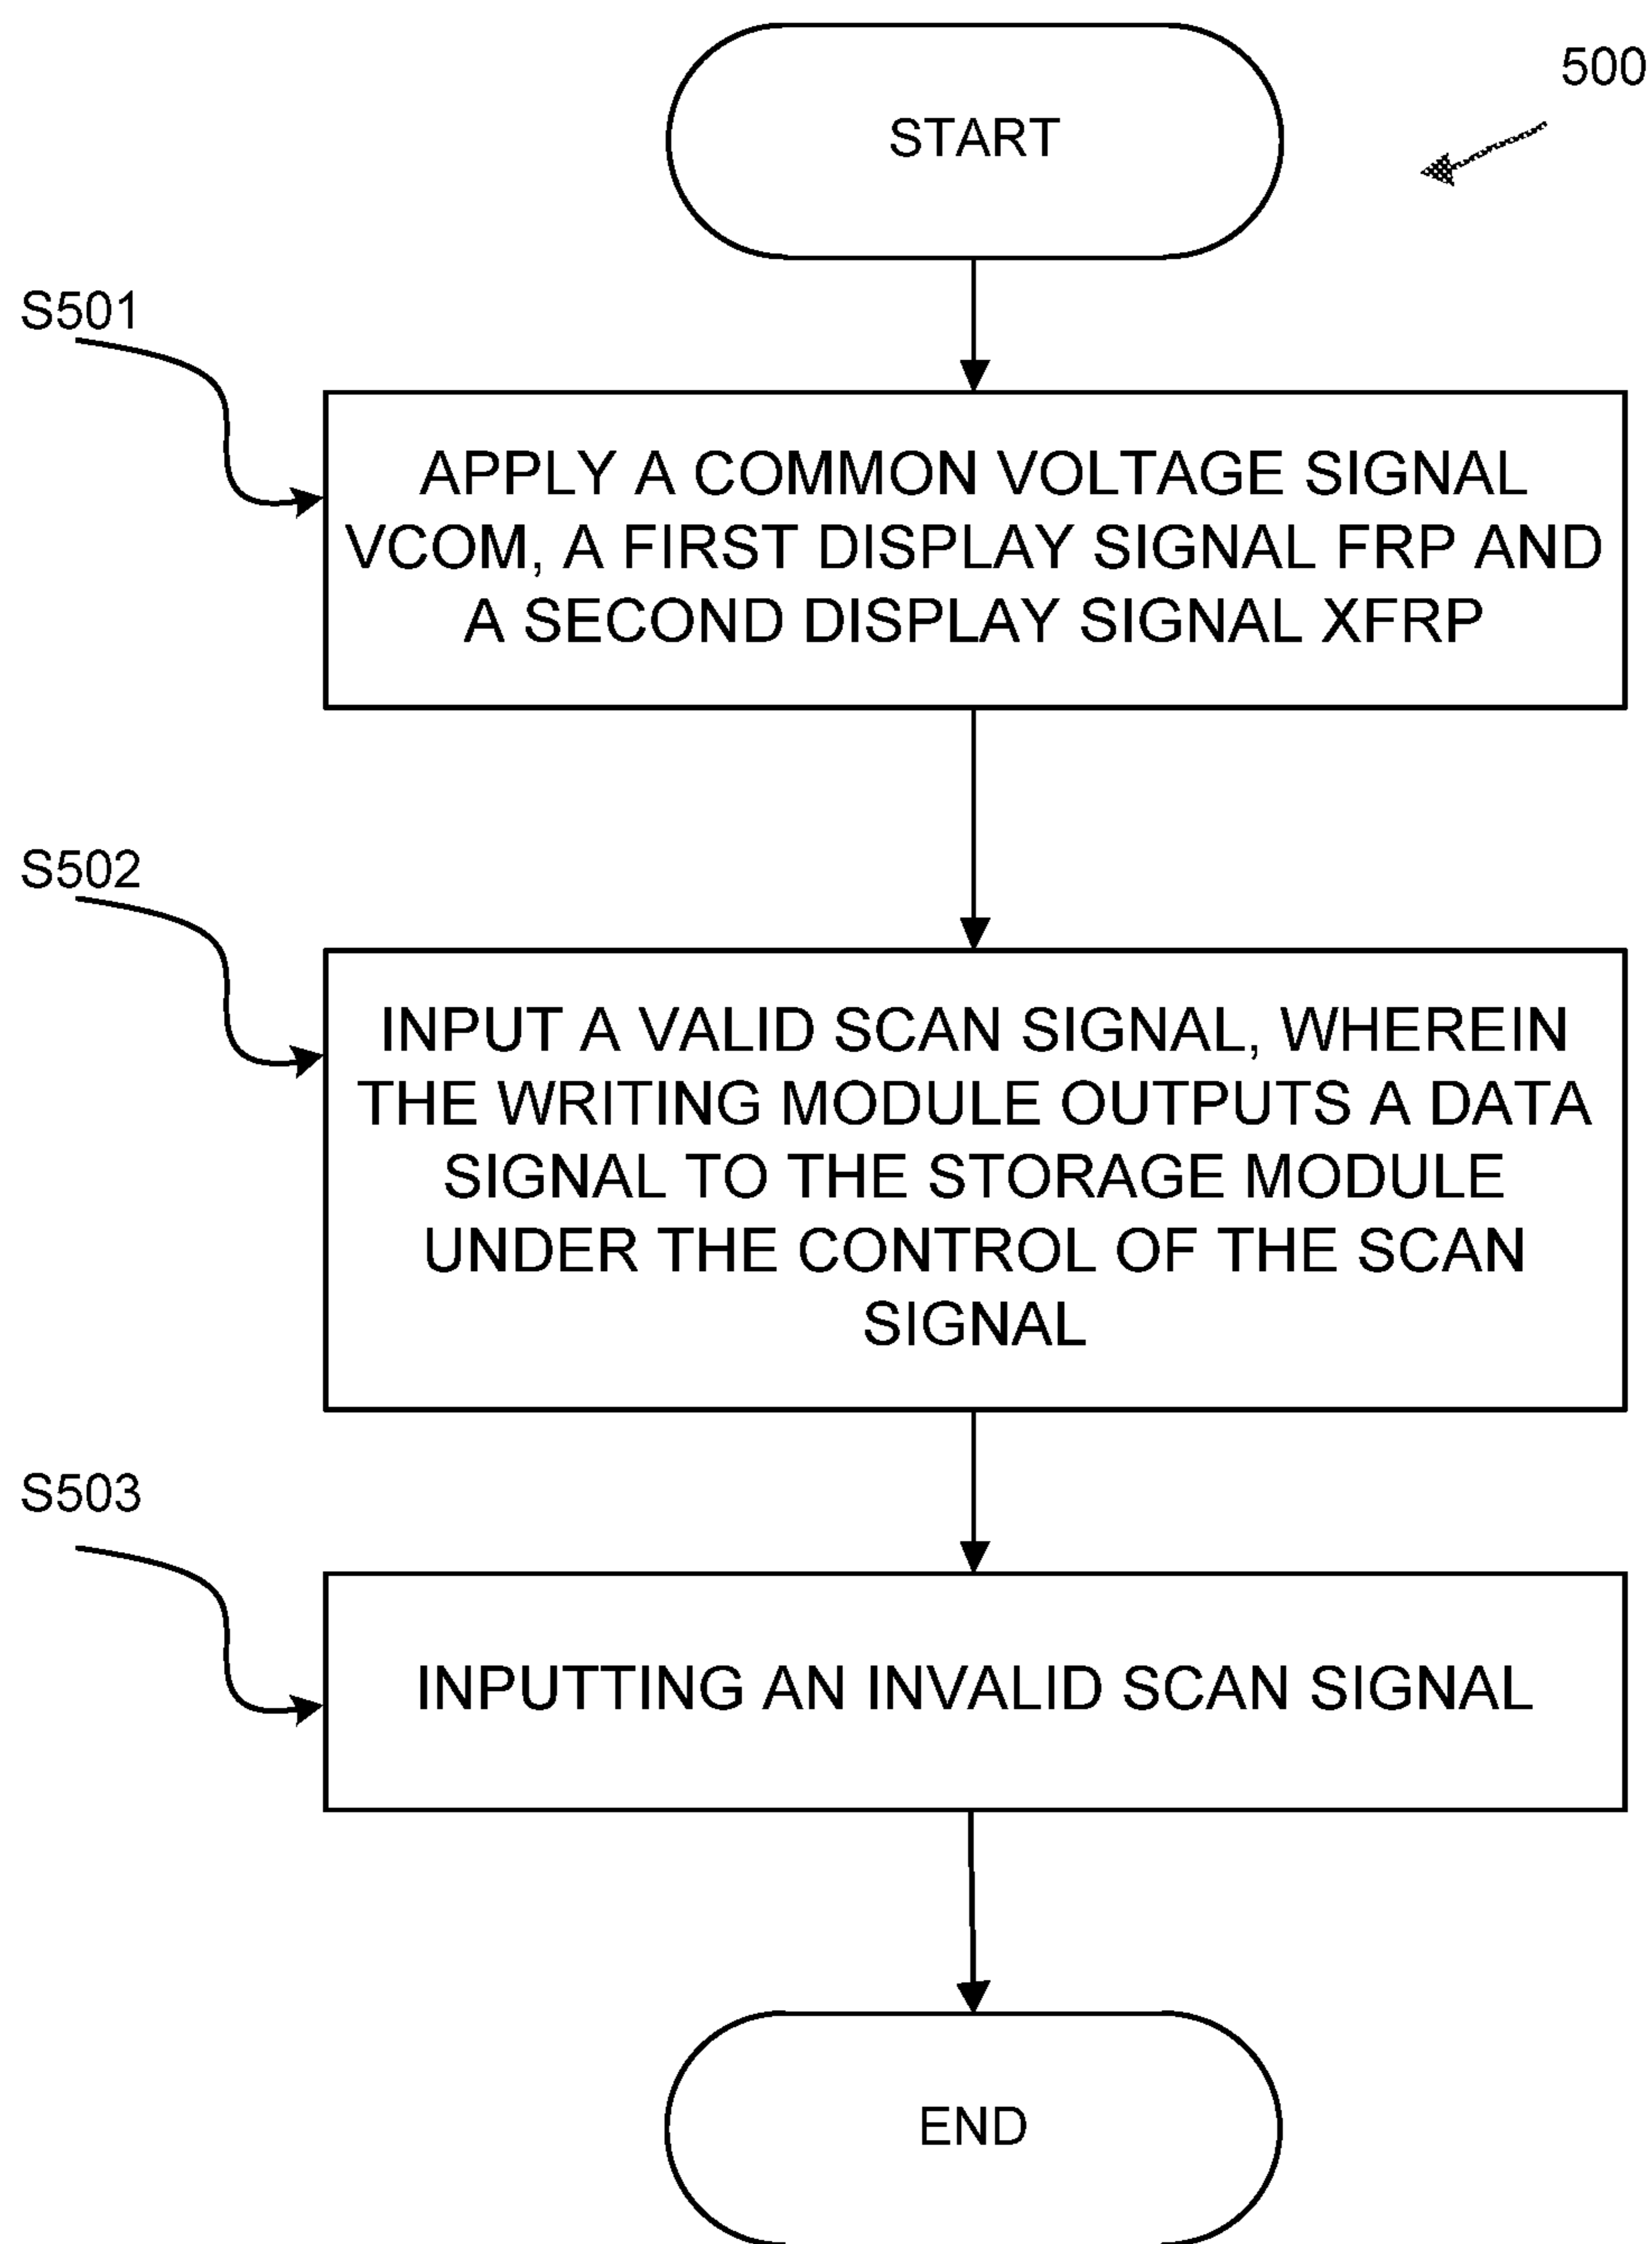 START
500
S501
APPLY A COMMON VOLTAGE SIGNAL
VCOM, A FIRST DISPLAY SIGNAL FRP AND
A SECOND DISPLAY SIGNAL XFRP
S502
INPUT A VALID SCAN SIGNAL, WHEREIN
THE WRITING MODULE OUTPUTS A DATA
SIGNAL TO THE STORAGE MODULE
UNDER THE CONTROL OF THE SCAN
SIGNAL
S503
INPUTTING AN INVALID SCAN SIGNAL
END